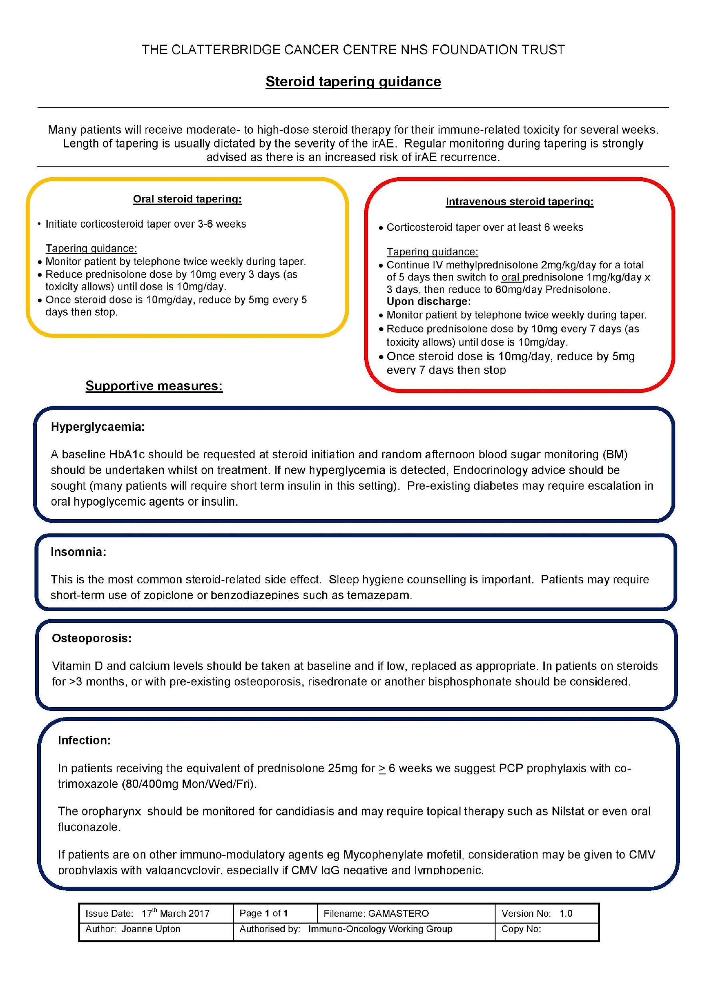 THE CLATTERBRIDGE CANCER CENTRE NHS FOUNDATION TRUST
Steroid tapering guidance
Many patients will receive moderate- to high-dose steroid therapy for their immune-related toxicity for several weeks.
Length of tapering is usually dictated by the severity of the irAE. Regular monitoring during tapering is strongly
advised as there is an increased risk of irAE recurrence.
Oral steroid tapering:
• Initiate corticosteroid taper over 3-6 weeks
Tapering guidance:
• Monitor patient by telephone twice weekly during taper.
• Reduce prednisolone dose by 10mg every 3 days (as
toxicity allows) until dose is 10mg/day.
• Once steroid dose is 10mg/day, reduce by 5mg every 5
days then stop.
Intravenous steroid tapering:
• Corticosteroid taper over at least 6 weeks
Tapering guidance:
• Continue IV methylprednisolone 2mg/kg/day for a total
of 5 days then switch to oral prednisolone 1mg/kg/day x
3 days, then reduce to 60mg/day Prednisolone.
Upon discharge:
• Monitor patient by telephone twice weekly during taper.
• Reduce prednisolone dose by 10mg every 7 days (as
toxicity allows) until dose is 10mg/day.
• Once steroid dose is 10mg/day, reduce by 5mg
every 7 days then stop
Supportive measures:
Hyperglycaemia:
A baseline HbA1c should be requested at steroid initiation and random afternoon blood sugar monitoring (BM)
should be undertaken whilst on treatment. If new hyperglycemia is detected, Endocrinology advice should be
sought (many patients will require short term insulin in this setting). Pre-existing diabetes may require escalation in
oral hypoglycemic agents or insulin.
Insomnia:
This is the most common steroid-related side effect. Sleep hygiene counselling is important. Patients may require
short-term use of zopiclone or benzodiazepines such as temazepam.
Osteoporosis:
Vitamin D and calcium levels should be taken at baseline and if low, replaced as appropriate. In patients on steroids
for >3 months, or with pre-existing osteoporosis, risedronate or another bisphosphonate should be considered.
Infection:
In patients receiving the equivalent of prednisolone 25mg for ≥ 6 weeks we suggest PCP prophylaxis with co-
trimoxazole (80/400mg Mon/Wed/Fri).
The oropharynx should be monitored for candidiasis and may require topical therapy such as Nilstat or even oral
fluconazole.
If patients are on other immuno-modulatory agents eg Mycophenylate mofetil, consideration may be given to CMV
prophylaxis with valgancyclovir, especially if CMV IgG negative and lymphopenic.
Issue Date: 17th March 2017 Page 1 of 1 Filename: GAMASTERO Version No: 1.0
Author: Joanne Upton Authorised by: Immuno-Oncology Working Group Copy No: